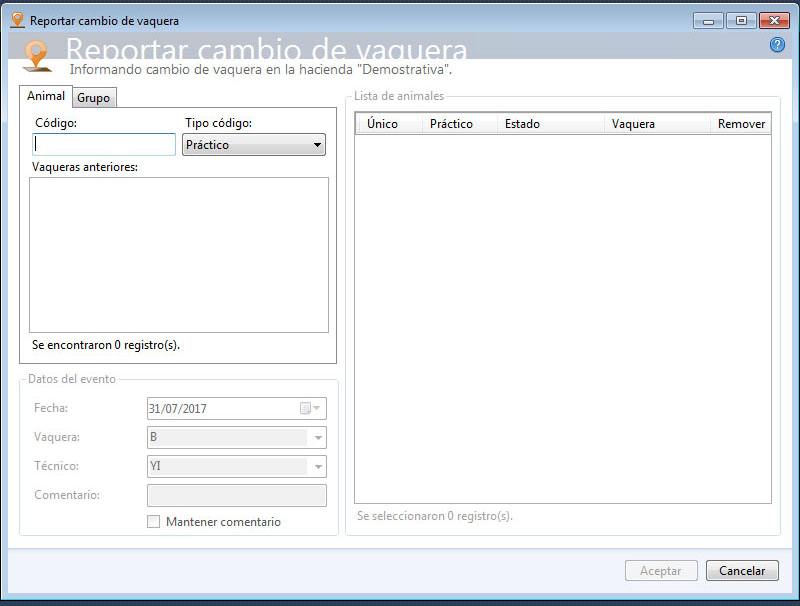 Reportar cambio de vaquera
Reportar cambio de vaquera
Informando cambio de vaquera en la hacienda "Demostrativa".
Animal Grupo
Código: Tipo código:
Práctico
Vaqueras anteriores:
Se encontraron 0 registro(s).
Datos del evento
Fecha: 31/07/2017
Vaquera: B
Técnico: YI
Comentario:
Mantener comentario
Lista de animales
Único Práctico Estado Vaquera Remover
Se seleccionaron 0 registro(s).
Aceptar Cancelar